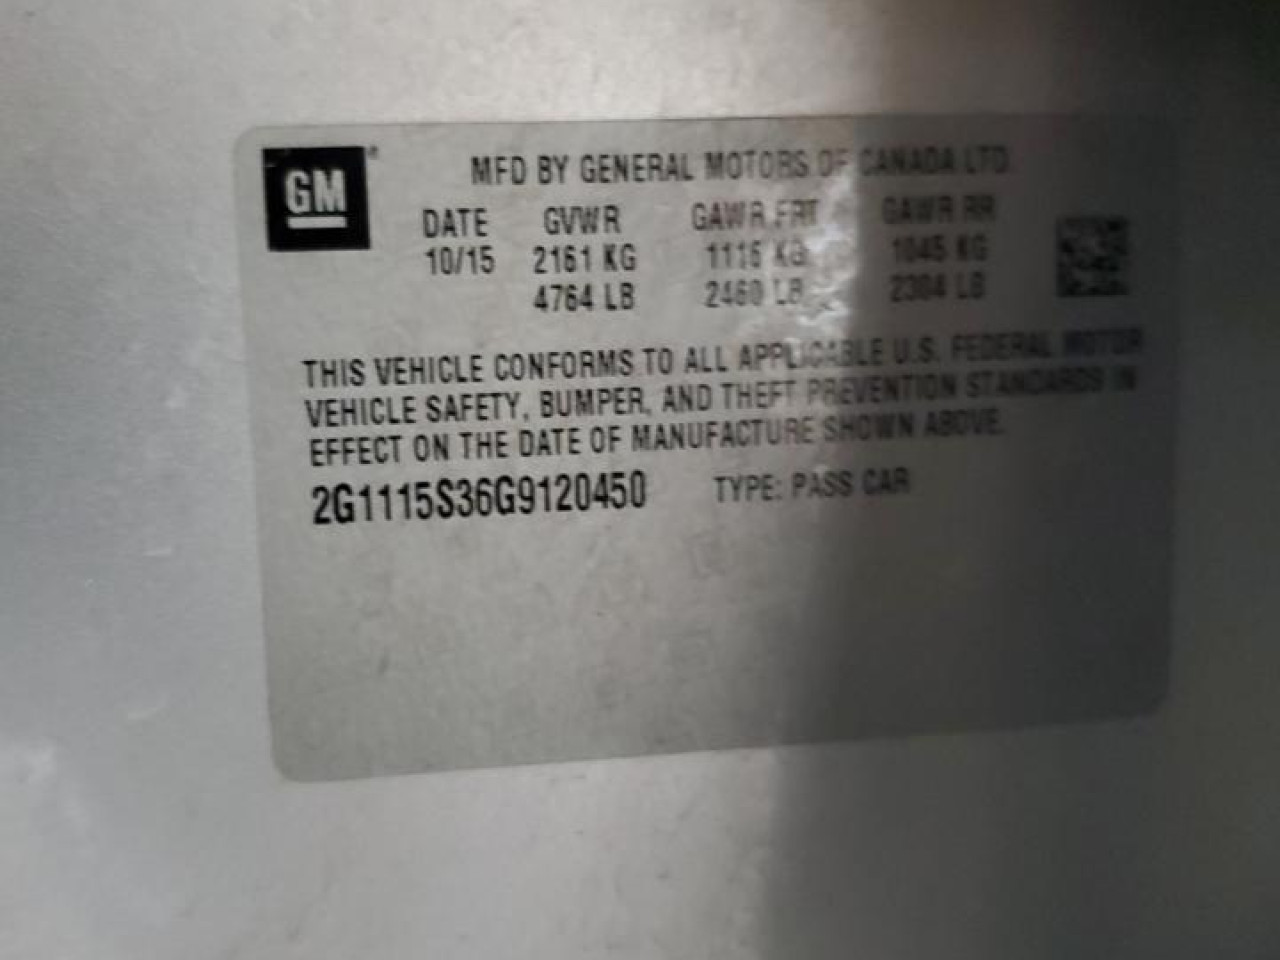 GM
MFD BY GENERAL MOTORS OF CANADA LTD.
DATE GVWR GAWR FRT GAWR RR
10/15 2161 KG 1116 KG 1045 KG
4764 LB 2460 LB 2304 LB
THIS VEHICLE CONFORMS TO ALL APPLICABLE U.S. FEDERAL MOTOR
VEHICLE SAFETY, BUMPER, AND THEFT PREVENTION STANDARDS IN
EFFECT ON THE DATE OF MANUFACTURE SHOWN ABOVE.
2G1115S36G9120450 TYPE: PASS CAR